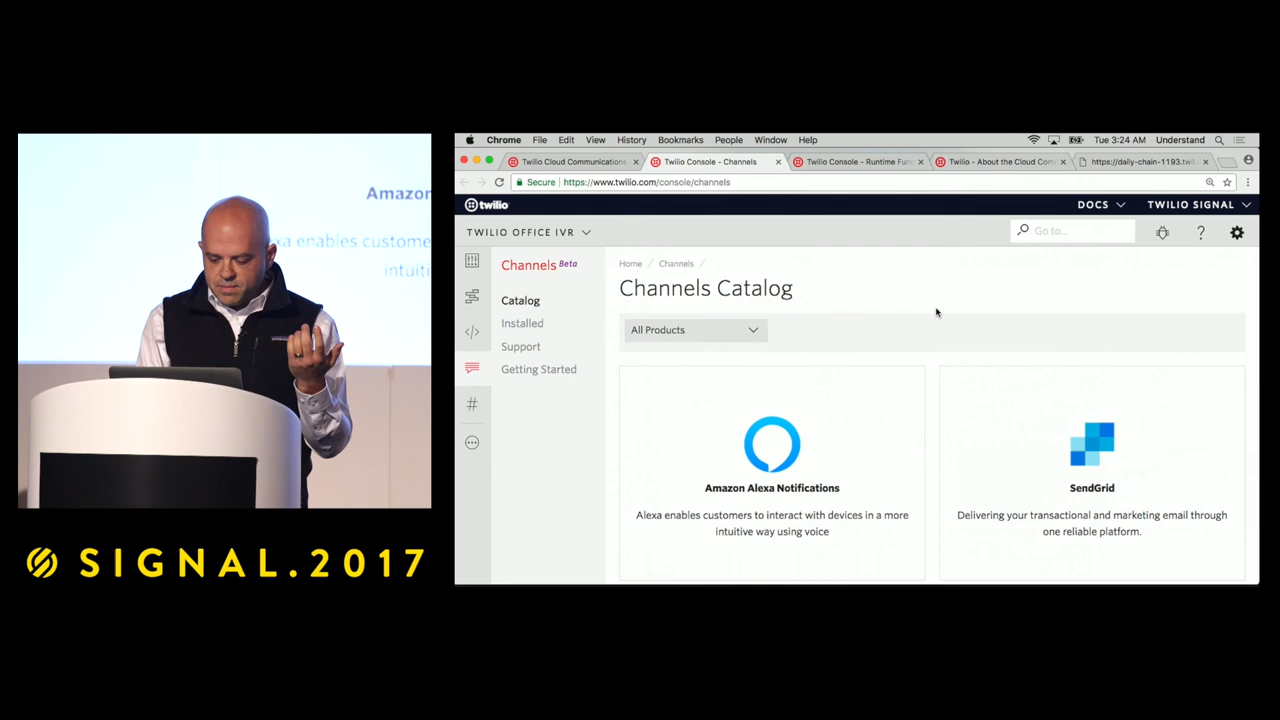 Amazon
xa enables custome
intuiti
SIGNAL.2017
Chrome File Edit View History Bookmarks People Window Help
Tue 3:24 AM Understand
Twilio Cloud Communications
Twilio Console - Channels
Twilio Console - Runtime Fun
Twilio - About the Cloud Com
https://daily-chain-1193.twil
Secure https://www.twilio.com/console/channels
twilio
DOCS
TWILIO SIGNAL
TWILIO OFFICE IVR
Go to...
Channels Beta
Catalog
Installed
Support
Getting Started
Home / Channels /
Channels Catalog
All Products
Amazon Alexa Notifications
Alexa enables customers to interact with devices in a more
intuitive way using voice
SendGrid
Delivering your transactional and marketing email through
one reliable platform.